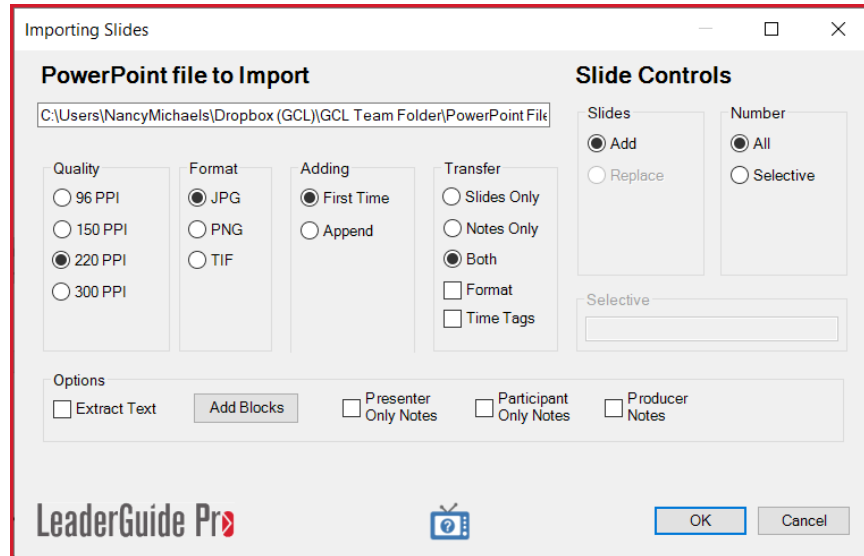 Importing Slides
PowerPoint file to Import
Slide Controls
C:\Users\NancyMichaels\Dropbox (GCL)\GCL Team Folder\PowerPoint File
Slides
Add
Replace
Number
All
Selective
Quality
96 PPI
150 PPI
220 PPI
300 PPI
Format
JPG
PNG
TIF
Adding
First Time
Append
Transfer
Slides Only
Notes Only
Both
Format
Time Tags
Selective
Options
Extract Text
Add Blocks
Presenter
Only Notes
Participant
Only Notes
Producer
Notes
LeaderGuide Pro
?
OK
Cancel